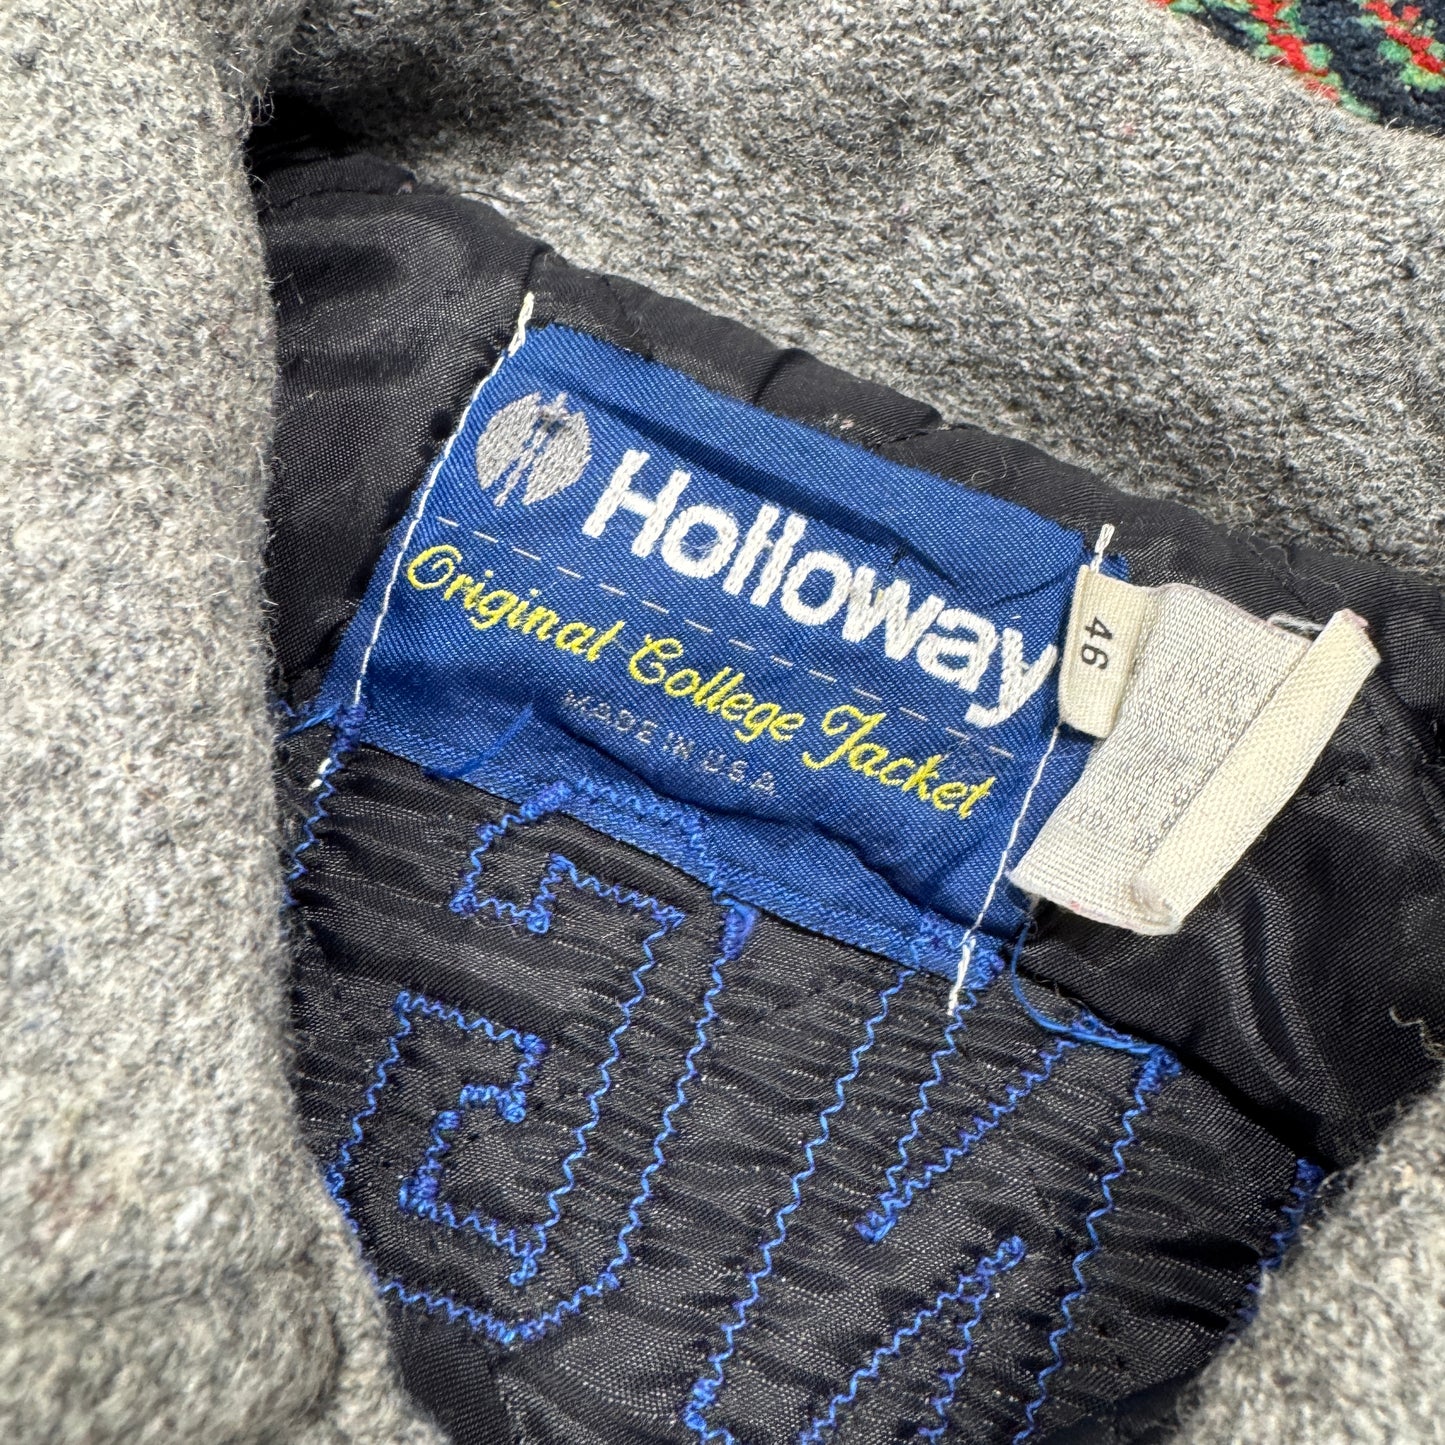 Holloway
Original College Jacket
MADE IN U.S.A
46